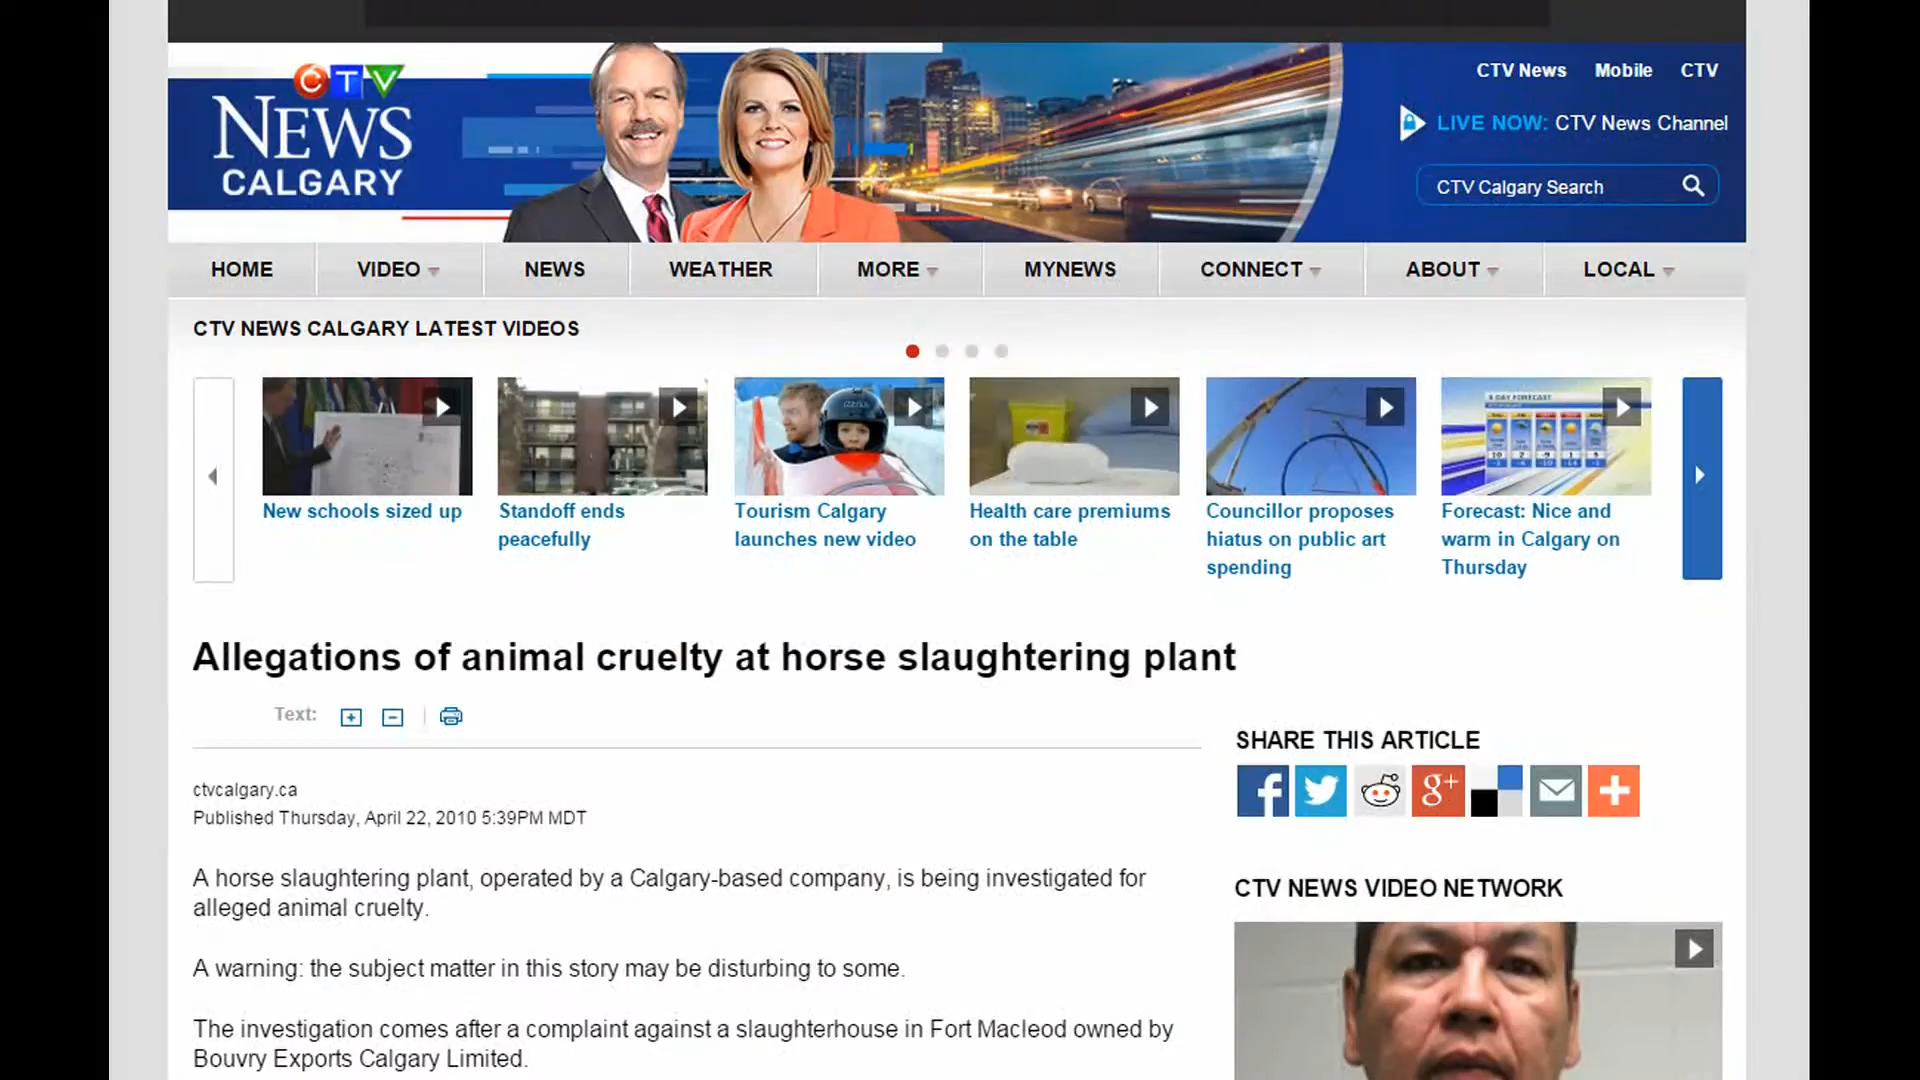 CTV
NEWS
CALGARY
CTV News Mobile CTV
LIVE NOW: CTV News Channel
CTV Calgary Search
HOME VIDEO NEWS WEATHER MORE MYNEWS CONNECT ABOUT LOCAL
CTV NEWS CALGARY LATEST VIDEOS
New schools sized up
Standoff ends
peacefully
Tourism Calgary
launches new video
Health care premiums
on the table
Councillor proposes
hiatus on public art
spending
Forecast: Nice and
warm in Calgary on
Thursday
Allegations of animal cruelty at horse slaughtering plant
Text:
SHARE THIS ARTICLE
ctvcalgary.ca
Published Thursday, April 22, 2010 5:39PM MDT
A horse slaughtering plant, operated by a Calgary-based company, is being investigated for
alleged animal cruelty.
A warning: the subject matter in this story may be disturbing to some.
The investigation comes after a complaint against a slaughterhouse in Fort Macleod owned by
Bouvry Exports Calgary Limited.
CTV NEWS VIDEO NETWORK